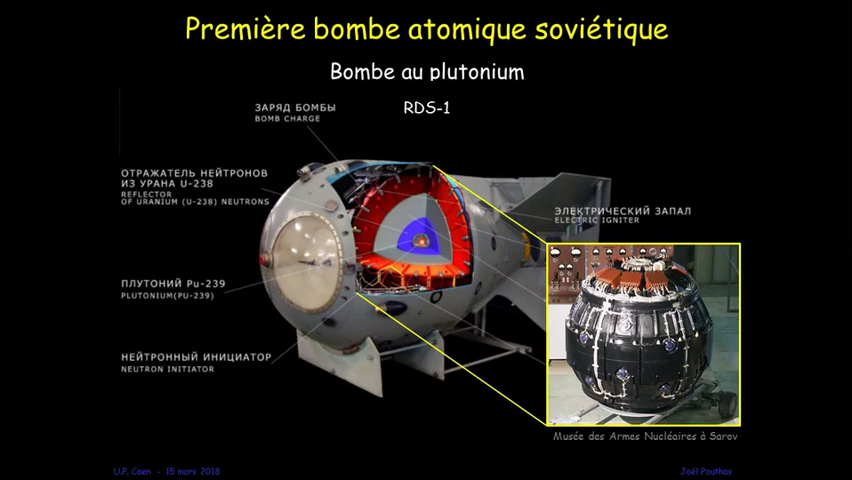 Première bombe atomique soviétique
Bombe au plutonium
RDS-1
ЗАРЯД БОМБЫ
BOMB CHARGE
ОТРАЖАТЕЛЬ НЕЙТРОНОВ
ИЗ УРАНА U-238
REFLECTOR
OF URANIUM (U-238) NEUTRONS
ЭЛЕКТРИЧЕСКИЙ ЗАПАЛ
ELECTRIC IGNITER
ПЛУТОНИЙ Pu-239
PLUTONIUM(PU-239)
НЕЙТРОННЫЙ ИНИЦИАТОР
NEUTRON INITIATOR
Musée des Armes Nucléaires à Sarov
U.P. Caen - 15 mars 2018
Joël Pouthas